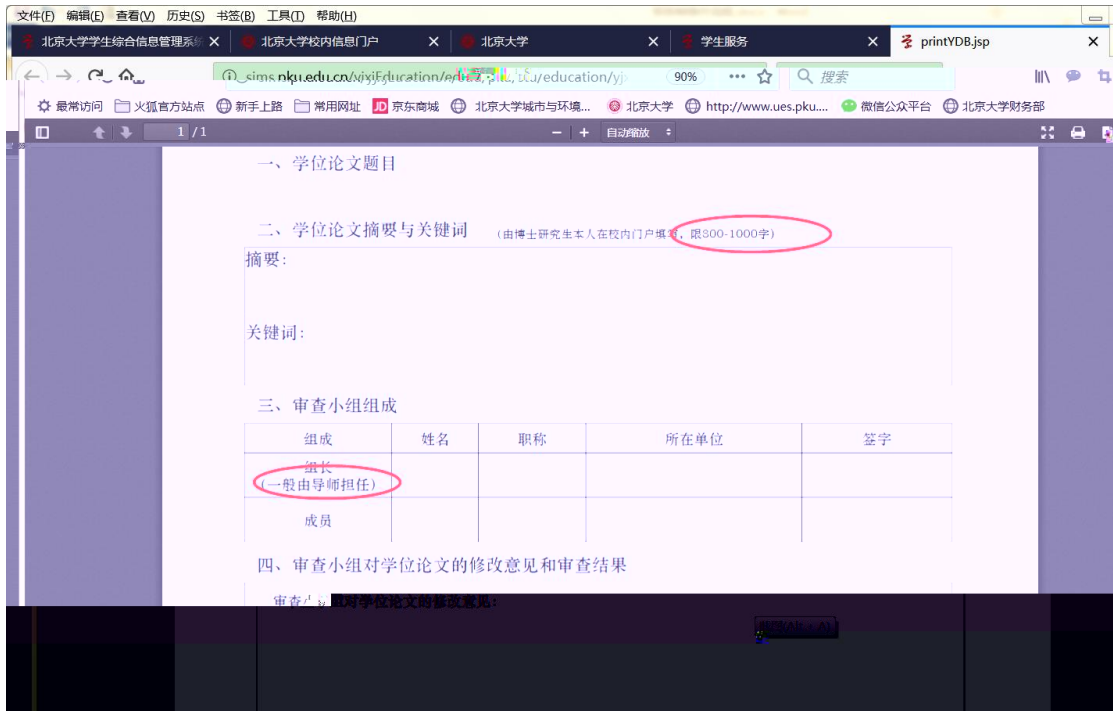 文件(F) 编辑(E) 查看(V) 历史(S) 书签(B) 工具(T) 帮助(H)
北京大学学生综合信息管理系统 北京大学校内信息门户 北京大学 学生服务 printYDB.jsp
90% 搜索
最常访问 火狐官方站点 新手上路 常用网址 JD 京东商城 北京大学城市与环境... 北京大学 http://www.ues.pku.... 微信公众平台 北京大学财务部
1 / 1 自动缩放
一、学位论文题目
二、学位论文摘要与关键词 (由博士研究生本人在校内门户填写，限800-1000字)
摘要:
关键词:
三、审查小组组成
组成 姓名 职称 所在单位 签字
组长
(一般由导师担任)
成员
四、审查小组对学位论文的修改意见和审查结果
审查小组对学位论文的修改意见: